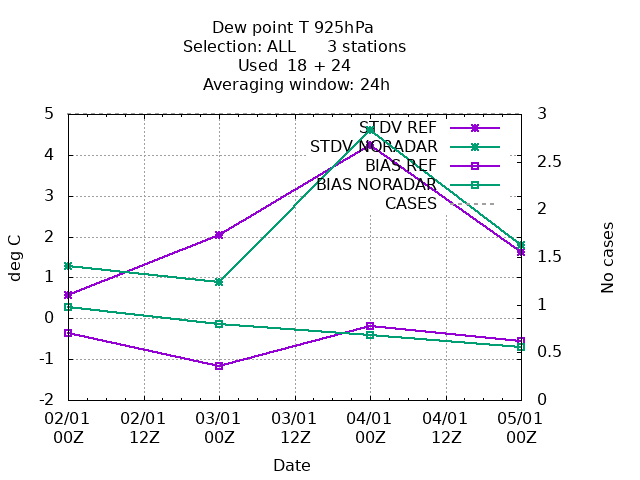 Dew point T 925hPa
Selection: ALL 3 stations
Used 18 + 24
Averaging window: 24h
5 3
STDV REF
STDV NORADAR
4 2.5
BIAS REF
BIAS NORADAR
3 2
CASES
2 1.5
1 1
0 0.5
-1
-2 0
deg C
No cases
02/01 02/01 03/01 03/01 04/01 04/01 05/01
00Z 12Z 00Z 12Z 00Z 12Z 00Z
Date